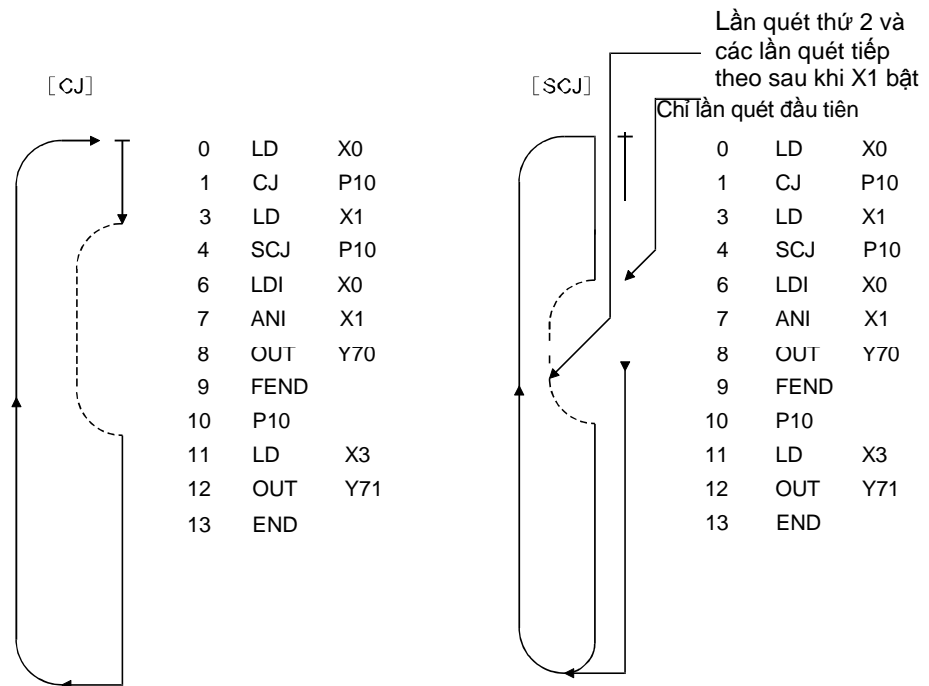 Lần quét thứ 2 và
các lần quét tiếp
theo sau khi X1 bật
[CJ]
[SCJ]
Chỉ lần quét đầu tiên
0 LD X0
1 CJ P10
3 LD X1
4 SCJ P10
6 LDI X0
7 ANI X1
8 OUT Y70
9 FEND
10 P10
11 LD X3
12 OUT Y71
13 END
0 LD X0
1 CJ P10
3 LD X1
4 SCJ P10
6 LDI X0
7 ANI X1
8 OUT Y70
9 FEND
10 P10
11 LD X3
12 OUT Y71
13 END